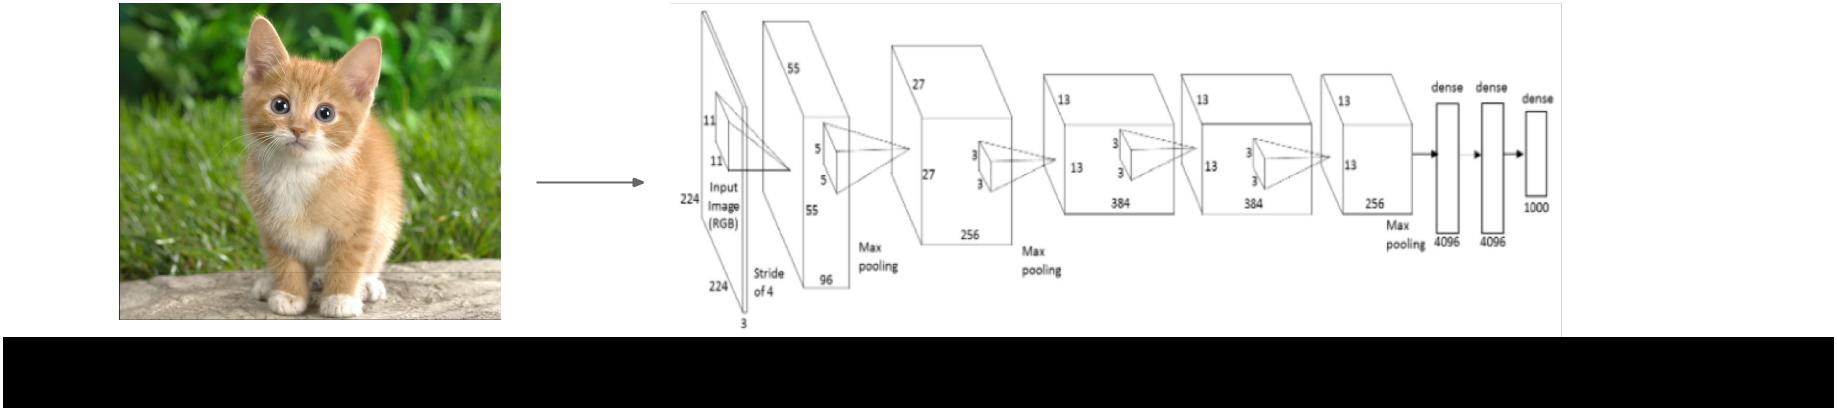 224
224
3
11
11
Input
Image
(RGB)
Stride
of 4
55
55
96
5
5
Max
pooling
27
27
256
3
3
Max
pooling
13
13
384
3
3
13
13
384
3
3
13
13
256
Max
pooling
dense
4096
dense
4096
dense
1000